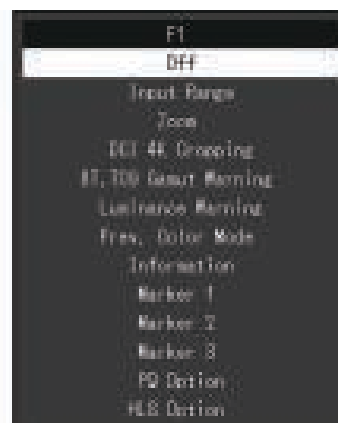 F1
Off
Input Range
Zoom
DCI 4K Cropping
BT.709 Gamut Warning
Luminance Warning
Prev. Color Mode
Information
Marker 1
Marker 2
Marker 3
PQ Option
HLG Option